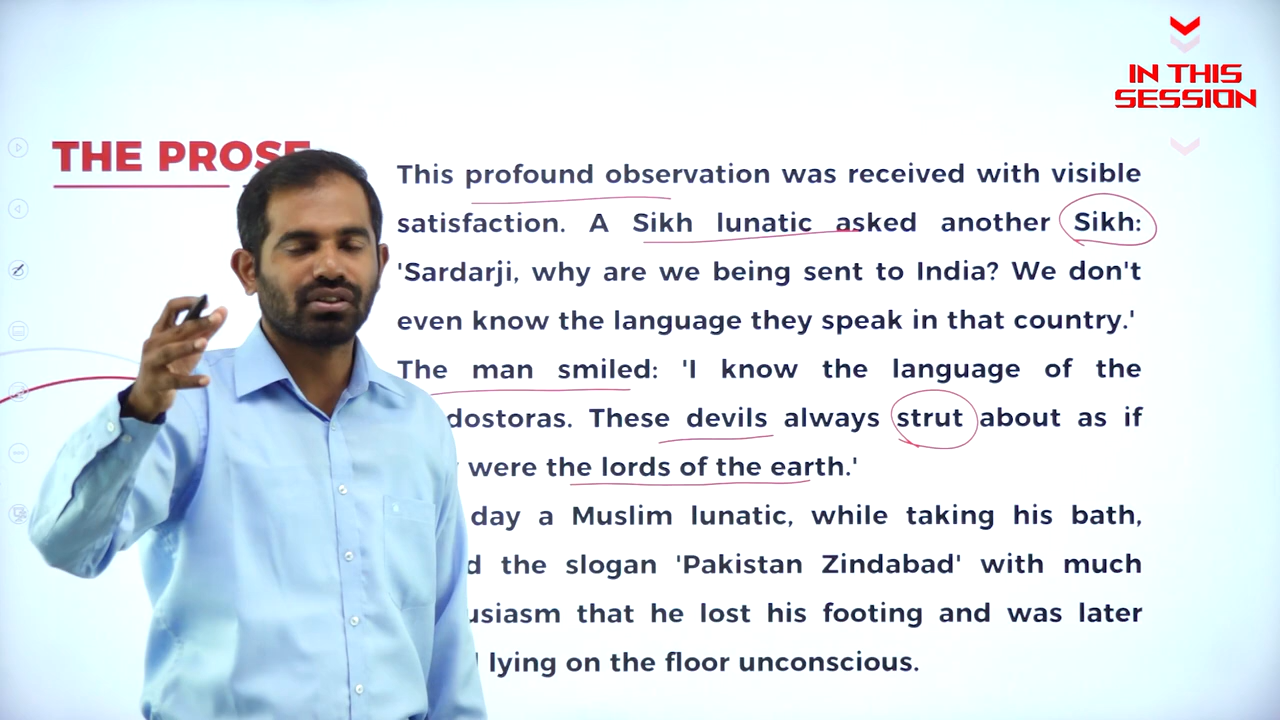 IN THIS
SESSION
THE PROSE
This profound observation was received with visible
satisfaction. A Sikh lunatic asked another Sikh:
'Sardarji, why are we being sent to India? We don't
even know the language they speak in that country.'
The man smiled: 'I know the language of the
dostoras. These devils always strut about as if
were the lords of the earth.'
day a Muslim lunatic, while taking his bath,
the slogan 'Pakistan Zindabad' with much
usiasm that he lost his footing and was later
lying on the floor unconscious.